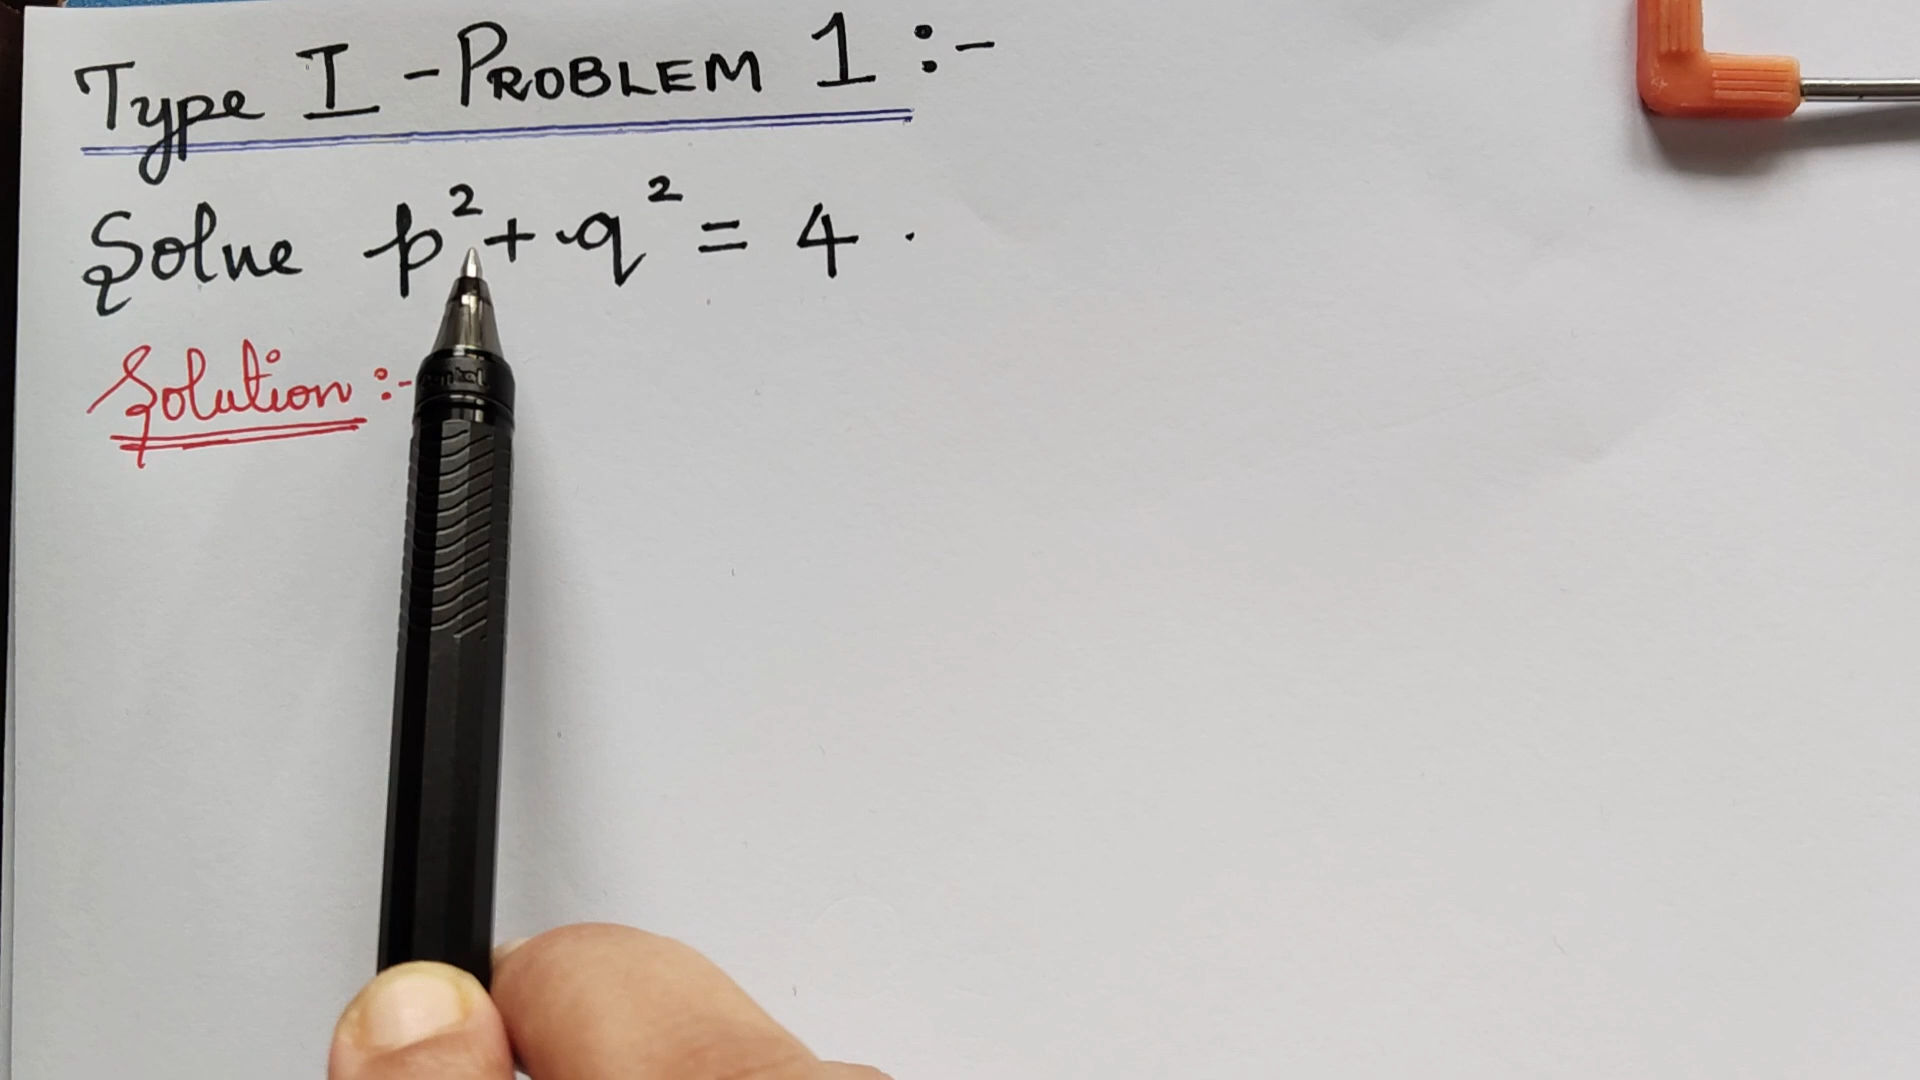 Type I - PROBLEM 1 :-
Solve p² + q² = 4 .
Solution :-